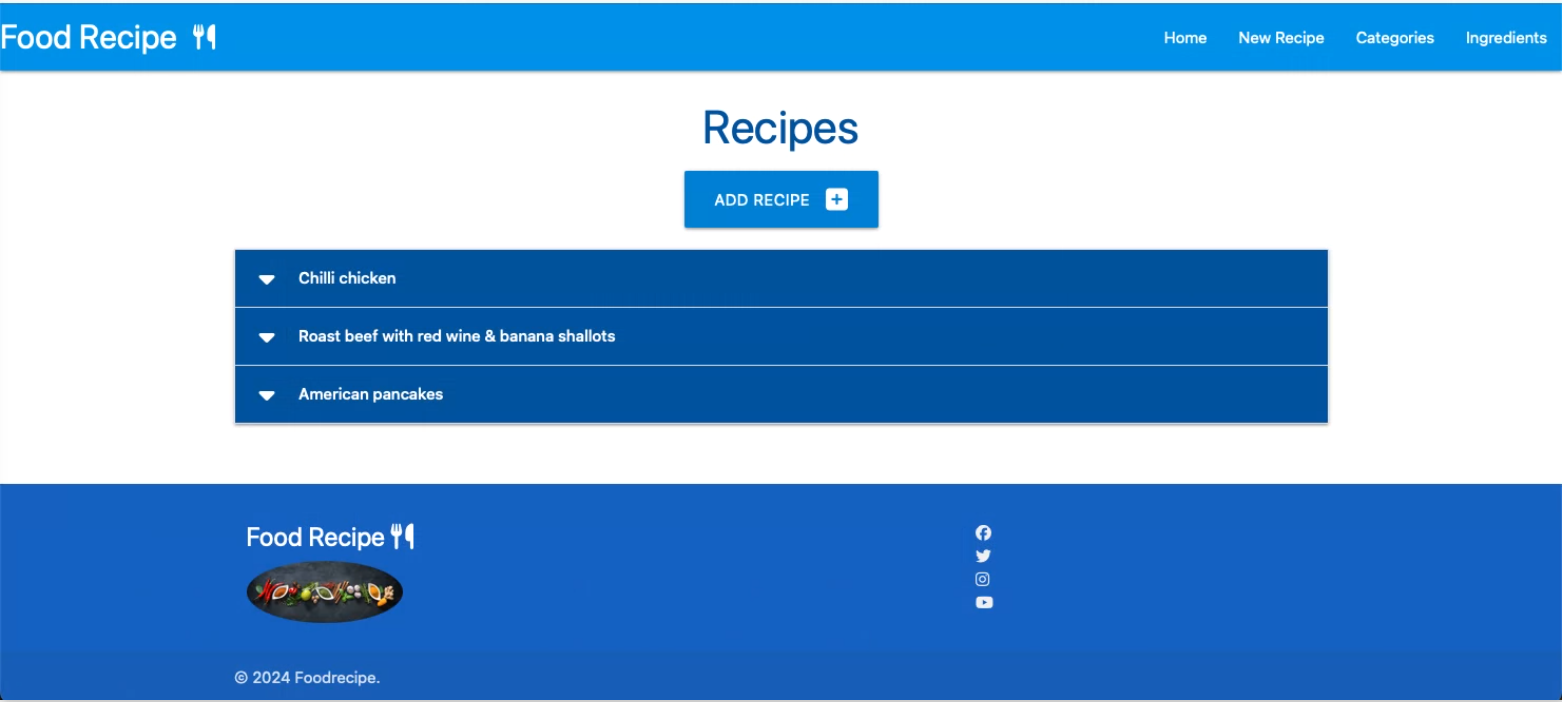 Food Recipe
Home New Recipe Categories Ingredients
Recipes
ADD RECIPE
Chilli chicken
Roast beef with red wine & banana shallots
American pancakes
Food Recipe
© 2024 Foodrecipe.